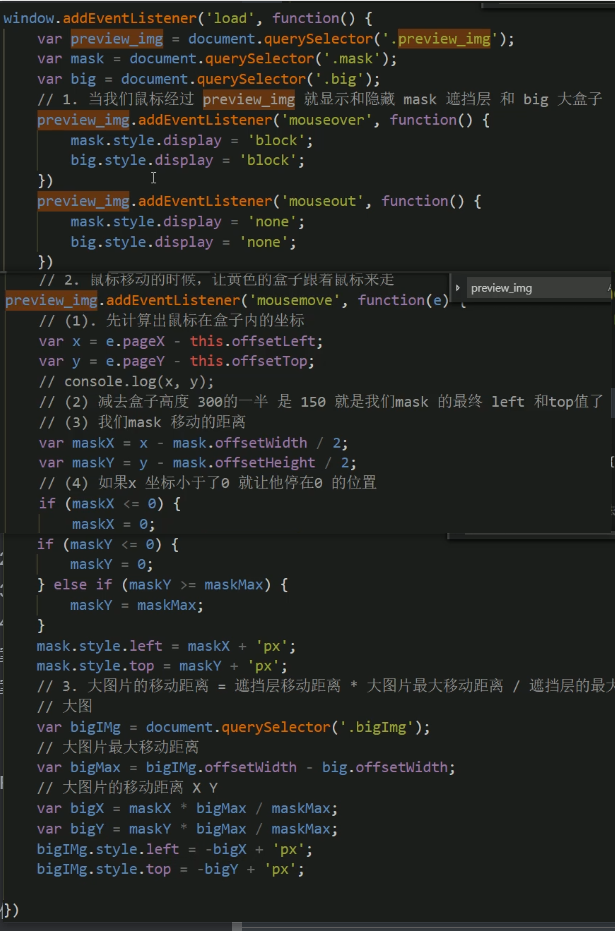 window.addEventListener('load', function() {
var preview_img = document.querySelector('.preview_img');
var mask = document.querySelector('.mask');
var big = document.querySelector('.big');
// 1. 当我们鼠标经过 preview_img 就显示和隐藏 mask 遮挡层 和 big 大盒子
preview_img.addEventListener('mouseover', function() {
mask.style.display = 'block';
big.style.display = 'block';
})
preview_img.addEventListener('mouseout', function() {
mask.style.display = 'none';
big.style.display = 'none';
})
// 2. 鼠标移动的时候，让黄色的盒子跟着鼠标来走
preview_img
preview_img.addEventListener('mousemove', function(e) {
// (1). 先计算出鼠标在盒子内的坐标
var x = e.pageX - this.offsetLeft;
var y = e.pageY - this.offsetTop;
// console.log(x, y);
// (2) 减去盒子高度 300的一半 是 150 就是我们mask 的最终 left 和top值了
// (3) 我们mask 移动的距离
var maskX = x - mask.offsetWidth / 2;
var maskY = y - mask.offsetHeight / 2;
// (4) 如果x 坐标小于了0 就让他停在0 的位置
if (maskX <= 0) {
maskX = 0;
if (maskY <= 0) {
maskY = 0;
} else if (maskY >= maskMax) {
maskY = maskMax;
}
mask.style.left = maskX + 'px';
mask.style.top = maskY + 'px';
// 3. 大图片的移动距离 = 遮挡层移动距离 * 大图片最大移动距离 / 遮挡层的最大
// 大图
var bigIMg = document.querySelector('.bigImg');
// 大图片最大移动距离
var bigMax = bigIMg.offsetWidth - big.offsetWidth;
// 大图片的移动距离 X Y
var bigX = maskX * bigMax / maskMax;
var bigY = maskY * bigMax / maskMax;
bigIMg.style.left = -bigX + 'px';
bigIMg.style.top = -bigY + 'px';
})